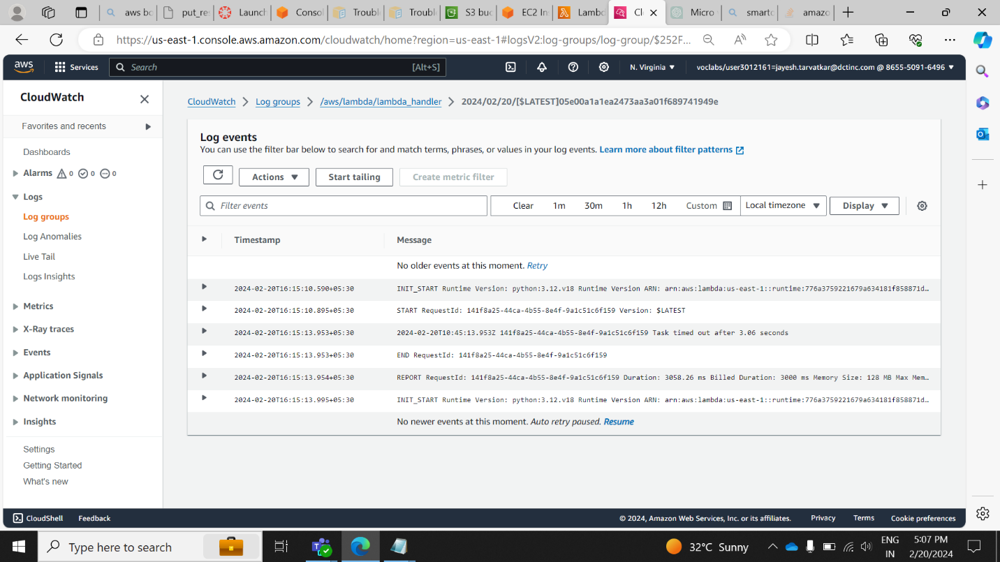 aws bo
put_re
Launch
Consol
Troubl
Troubl
S3 buc
EC2 In
Lambd
Cl
Micro
smartc
amazo
https://us-east-1.console.aws.amazon.com/cloudwatch/home?region=us-east-1#logsV2:log-groups/log-group/$252F...
aws
Services
Search
[Alt+S]
N. Virginia
voclabs/user3012161=jayesh.tarvatkar@dctinc.com @ 8655-5091-6496
CloudWatch
Favorites and recents
Dashboards
Alarms 0 0 0
Logs
Log groups
Log Anomalies
Live Tail
Logs Insights
Metrics
X-Ray traces
Events
Application Signals
Network monitoring
Insights
Settings
Getting Started
What's new
CloudWatch > Log groups > /aws/lambda/lambda_handler > 2024/02/20/[$LATEST]05e00a1a1ea2473aa3a01f689741949e
Log events
You can use the filter bar below to search for and match terms, phrases, or values in your log events. Learn more about filter patterns
Actions
Start tailing
Create metric filter
Filter events
Clear 1m 30m 1h 12h Custom
Local timezone
Display
Timestamp Message
No older events at this moment. Retry
2024-02-20T16:15:10.590+05:30 INIT_START Runtime Version: python:3.12.v18 Runtime Version ARN: arn:aws:lambda:us-east-1::runtime:776a3759221679a634181f858871d…
2024-02-20T16:15:10.895+05:30 START RequestId: 141f8a25-44ca-4b55-8e4f-9a1c51c6f159 Version: $LATEST
2024-02-20T16:15:13.953+05:30 2024-02-20T10:45:13.953Z 141f8a25-44ca-4b55-8e4f-9a1c51c6f159 Task timed out after 3.06 seconds
2024-02-20T16:15:13.953+05:30 END RequestId: 141f8a25-44ca-4b55-8e4f-9a1c51c6f159
2024-02-20T16:15:13.954+05:30 REPORT RequestId: 141f8a25-44ca-4b55-8e4f-9a1c51c6f159 Duration: 3058.26 ms Billed Duration: 3000 ms Memory Size: 128 MB Max Mem…
2024-02-20T16:15:13.995+05:30 INIT_START Runtime Version: python:3.12.v18 Runtime Version ARN: arn:aws:lambda:us-east-1::runtime:776a3759221679a634181f858871d…
No newer events at this moment. Auto retry paused. Resume
CloudShell Feedback
© 2024, Amazon Web Services, Inc. or its affiliates. Privacy Terms Cookie preferences
Type here to search
32°C Sunny
ENG
IN
5:07 PM
2/20/2024